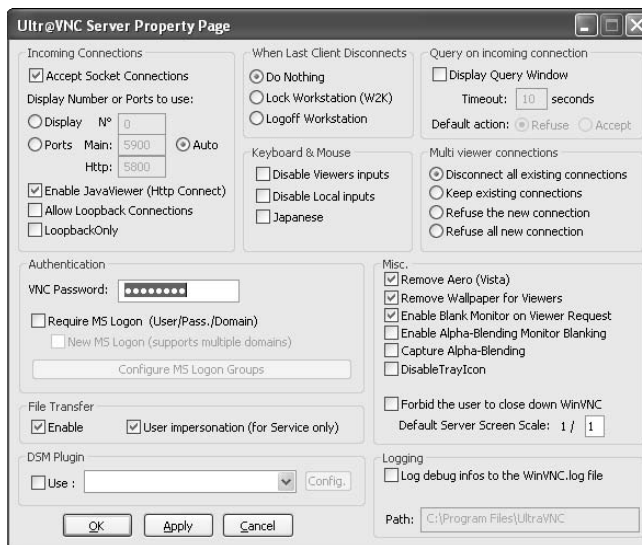 Ultr@VNC Server Property Page
Incoming Connections
Accept Socket Connections
Display Number or Ports to use:
Display N° 0
Ports Main: 5900 Auto
Http: 5800
Enable JavaViewer (Http Connect)
Allow Loopback Connections
LoopbackOnly
When Last Client Disconnects
Do Nothing
Lock Workstation (W2K)
Logoff Workstation
Keyboard & Mouse
Disable Viewers inputs
Disable Local inputs
Japanese
Query on incoming connection
Display Query Window
Timeout: 10 seconds
Default action: Refuse Accept
Multi viewer connections
Disconnect all existing connections
Keep existing connections
Refuse the new connection
Refuse all new connection
Authentication
VNC Password:
Require MS Logon (User/Pass./Domain)
New MS Logon (supports multiple domains)
Configure MS Logon Groups
File Transfer
Enable User impersonation (for Service only)
DSM Plugin
Use : Config.
OK Apply Cancel
Misc.
Remove Aero (Vista)
Remove Wallpaper for Viewers
Enable Blank Monitor on Viewer Request
Enable Alpha-Blending Monitor Blanking
Capture Alpha-Blending
DisableTrayIcon
Forbid the user to close down WinVNC
Default Server Screen Scale: 1 / 1
Logging
Log debug infos to the WinVNC.log file
Path: C:\Program Files\UltraVNC